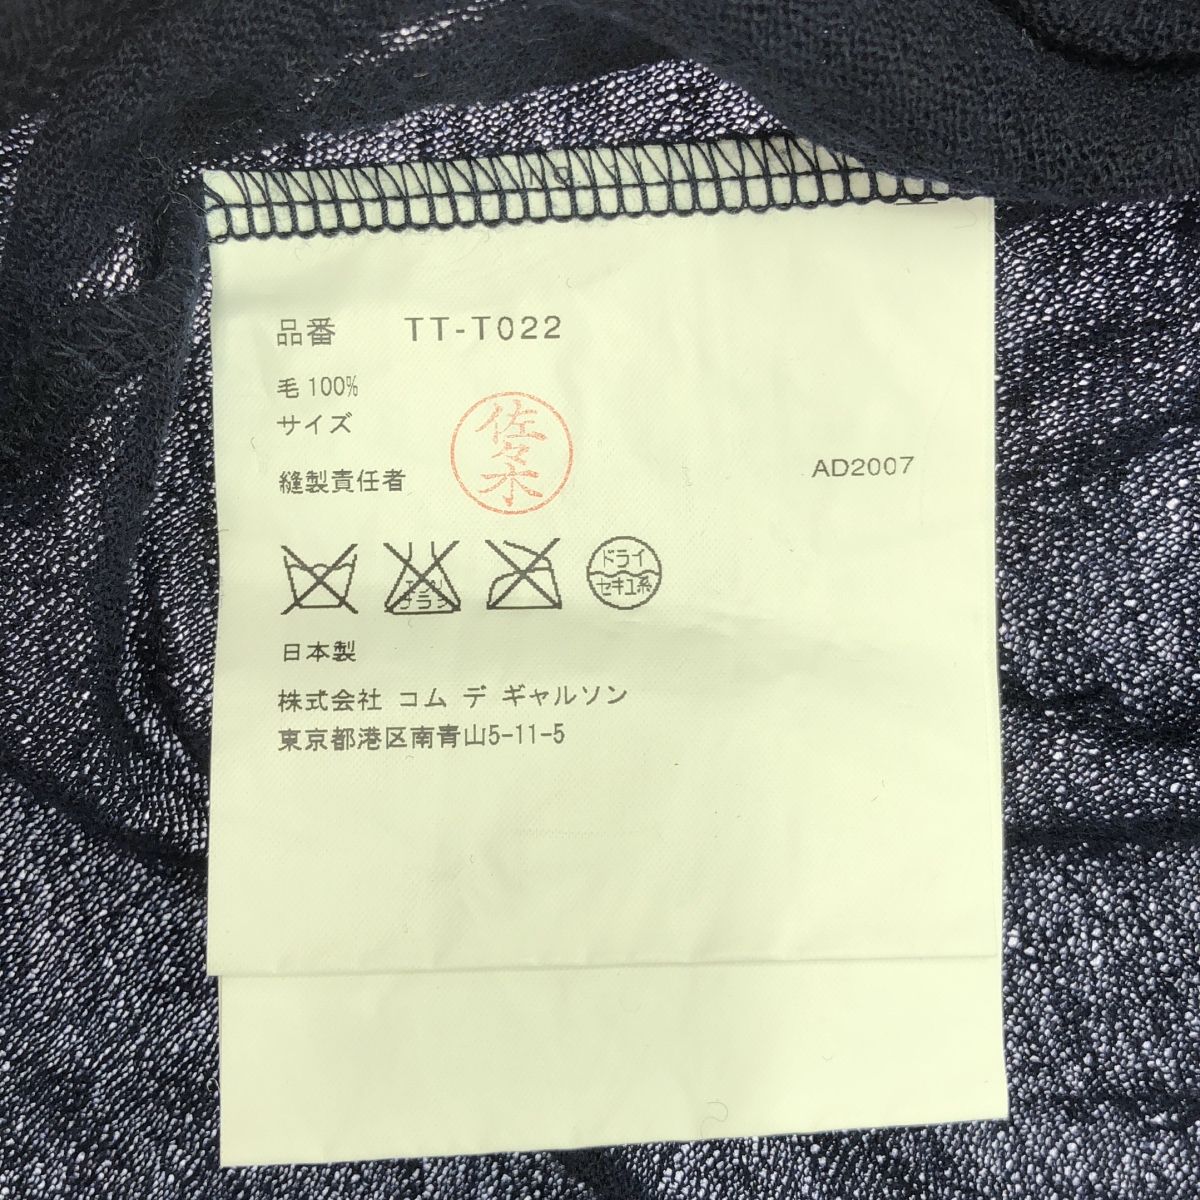 NO
品番 TT-T022
毛 100%
サイズ
佐々木
縫製責任者
AD2007
ドライ
セキユ系
日本製
株式会社 コム デ ギャルソン
東京都港区南青山5-11-5